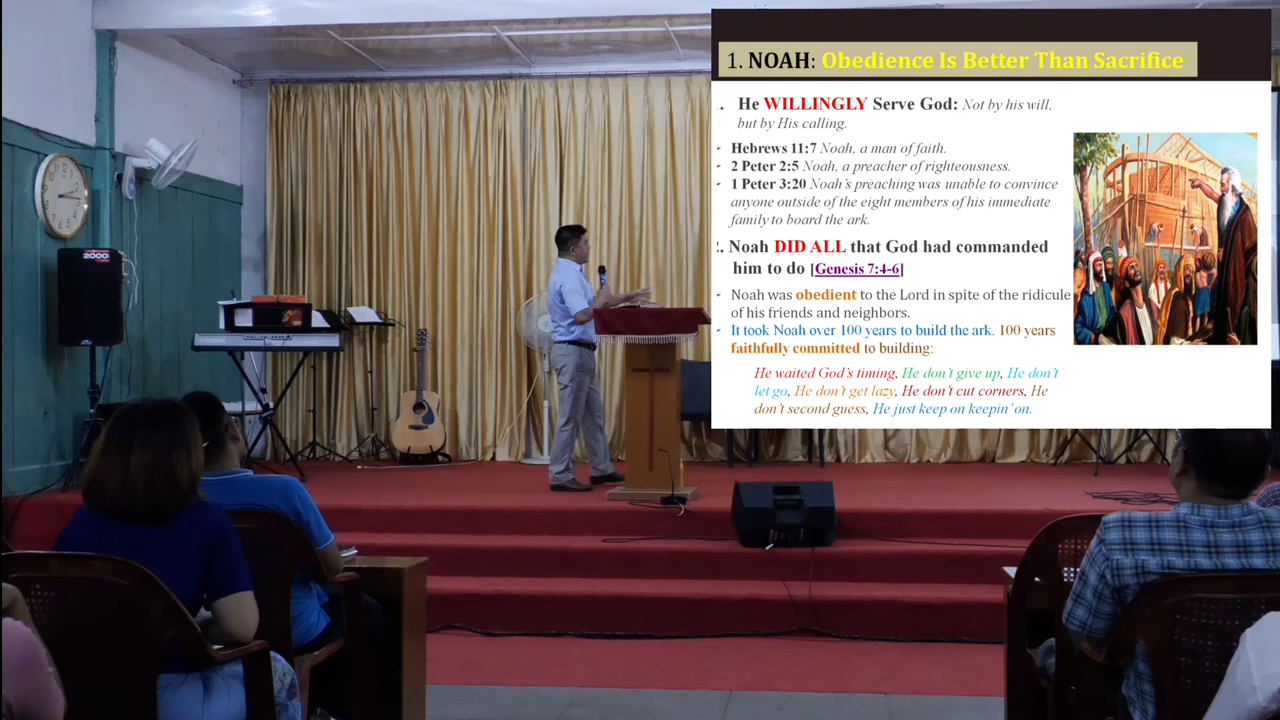 1. NOAH: Obedience Is Better Than Sacrifice
. He WILLINGLY Serve God: Not by his will,
but by His calling.
Hebrews 11:7 Noah, a man of faith.
2 Peter 2:5 Noah, a preacher of righteousness.
1 Peter 3:20 Noah's preaching was unable to convince
anyone outside of the eight members of his immediate
family to board the ark.
. Noah DID ALL that God had commanded
him to do [Genesis 7:4-6]
Noah was obedient to the Lord in spite of the ridicule
of his friends and neighbors.
It took Noah over 100 years to build the ark. 100 years
faithfully committed to building:
He waited God's timing, He don't give up, He don't
let go, He don't get lazy, He don't cut corners, He
don't second guess, He just keep on keepin' on.
2000
YAMAHA